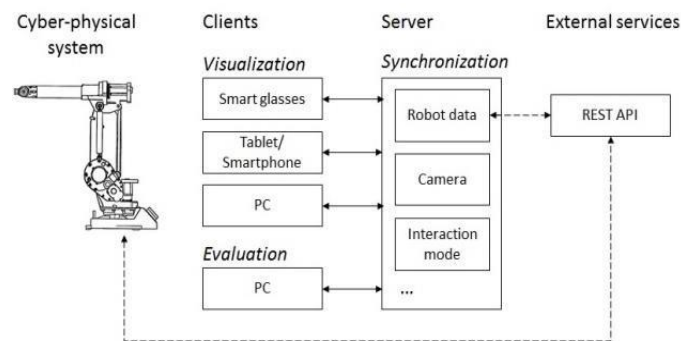 Cyber-physical
system
Clients
Server
External services
Visualization
Synchronization
Smart glasses
Robot data
REST API
Tablet/
Smartphone
Camera
PC
Interaction
mode
Evaluation
PC
...